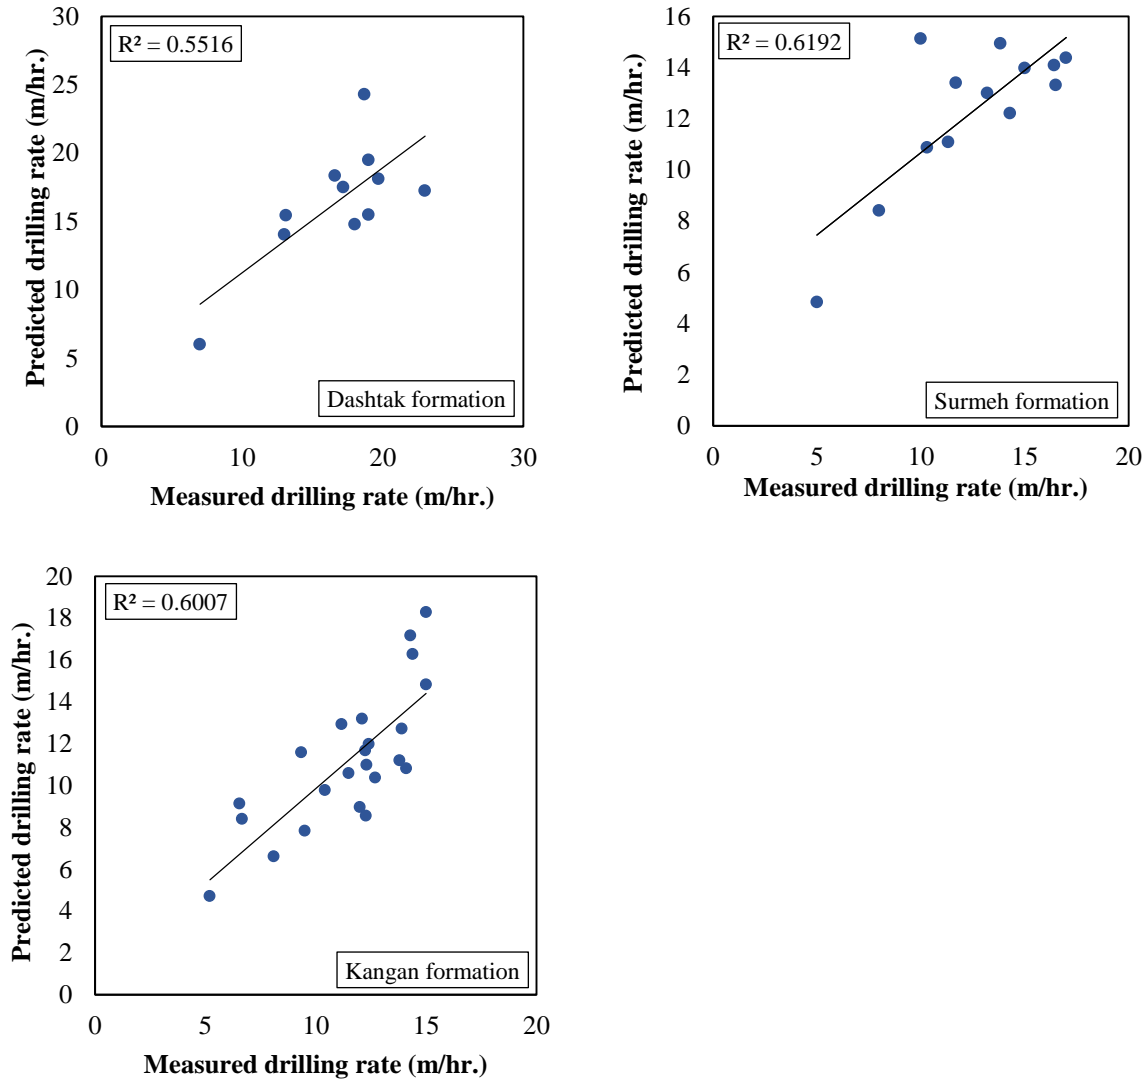 R² = 0.5516
30
25
20
15
10
5
0
Predicted drilling rate (m/hr.)
Dashtak formation
0 10 20 30
Measured drilling rate (m/hr.)
R² = 0.6192
16
14
12
10
8
6
4
2
0
Predicted drilling rate (m/hr.)
Surmeh formation
0 5 10 15 20
Measured drilling rate (m/hr.)
R² = 0.6007
20
18
16
14
12
10
8
6
4
2
0
Predicted drilling rate (m/hr.)
Kangan formation
0 5 10 15 20
Measured drilling rate (m/hr.)